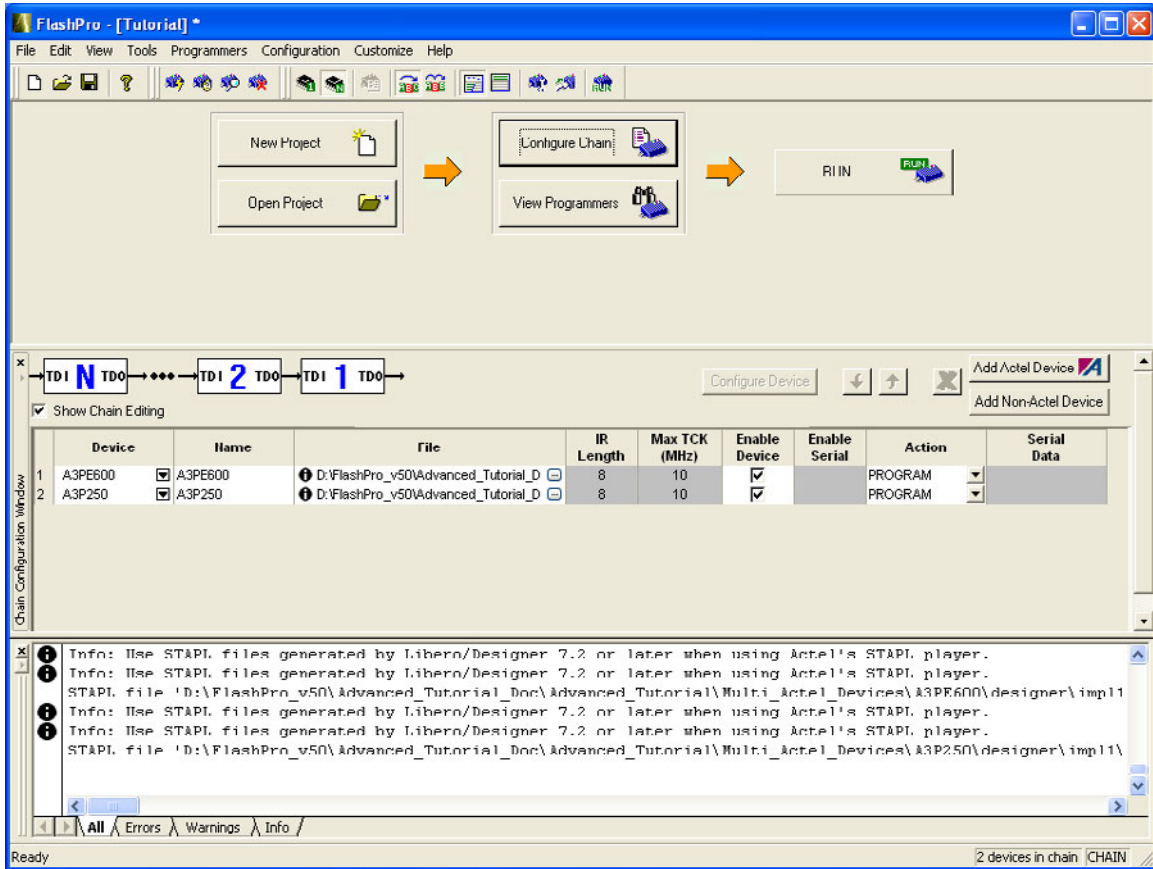 FlashPro - [Tutorial] *
File Edit View Tools Programmers Configuration Customize Help
New Project
Open Project
Configure Chain
View Programmers
RUN
RUN
TDI N TDO TDI 2 TDO TDI 1 TDO
Configure Device
Add Actel Device
Add Non-Actel Device
Show Chain Editing
Chain Configuration Window
Device Name File IR Length Max TCK (MHz) Enable Device Enable Serial Action Serial Data
1 A3PE600 A3PE600 D:\FlashPro_v50\Advanced_Tutorial_D 8 10 PROGRAM
2 A3P250 A3P250 D:\FlashPro_v50\Advanced_Tutorial_D 8 10 PROGRAM
Info: Use STAPL files generated by Libero/Designer 7.2 or later when using Actel's STAPL player.
Info: Use STAPL files generated by Libero/Designer 7.2 or later when using Actel's STAPL player.
STAPL file 'D:\FlashPro_v50\Advanced_Tutorial_Doc\Advanced_Tutorial\Multi_Actel_Devices\A3PE600\designer\impl1
Info: Use STAPL files generated by Libero/Designer 7.2 or later when using Actel's STAPL player.
Info: Use STAPL files generated by Libero/Designer 7.2 or later when using Actel's STAPL player.
STAPL file 'D:\FlashPro_v50\Advanced_Tutorial_Doc\Advanced_Tutorial\Multi_Actel_Devices\A3P250\designer\impl1\
All Errors Warnings Info
Ready
2 devices in chain CHAIN